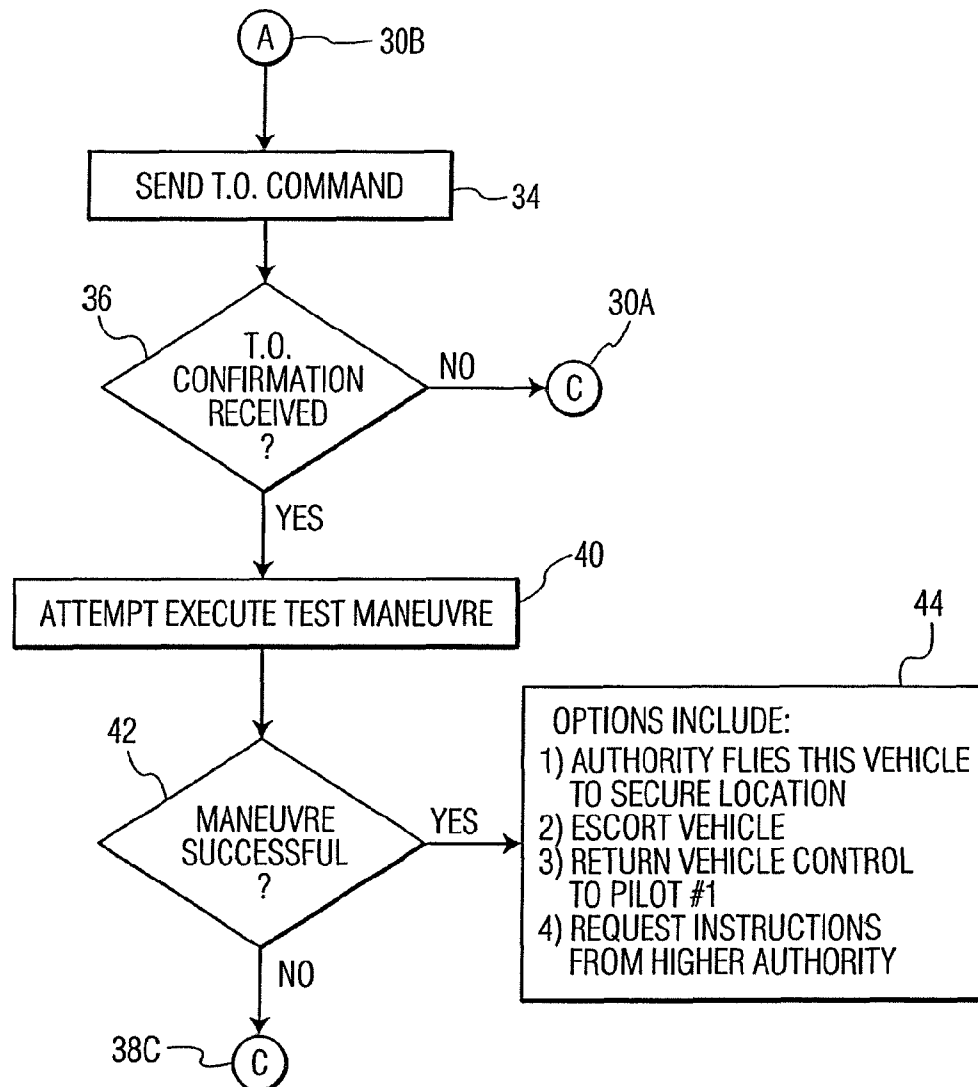 A
30B
SEND T.O. COMMAND
34
36
T.O.
CONFIRMATION
RECEIVED
?
NO
30A
C
YES
40
ATTEMPT EXECUTE TEST MANEUVRE
44
42
MANEUVRE
SUCCESSFUL
?
YES
OPTIONS INCLUDE:
1) AUTHORITY FLIES THIS VEHICLE
TO SECURE LOCATION
2) ESCORT VEHICLE
3) RETURN VEHICLE CONTROL
TO PILOT #1
4) REQUEST INSTRUCTIONS
FROM HIGHER AUTHORITY
NO
38C
C